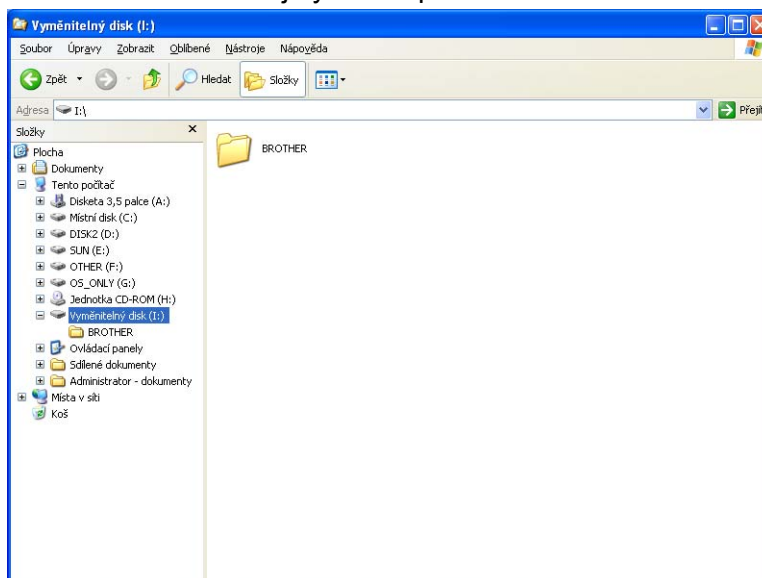 Vyměnitelný disk (I:)
Soubor Úpravy Zobrazit Oblíbené Nástroje Nápověda
Zpět Hledat Složky
Adresa I:\ Přejít
Složky
Plocha
Dokumenty
Tento počítač
Disketa 3,5 palce (A:)
Místní disk (C:)
DISK2 (D:)
SUN (E:)
OTHER (F:)
OS_ONLY (G:)
Jednotka CD-ROM (H:)
Vyměnitelný disk (I:)
BROTHER
Ovládací panely
Sdílené dokumenty
Administrator - dokumenty
Místa v síti
Koš
BROTHER